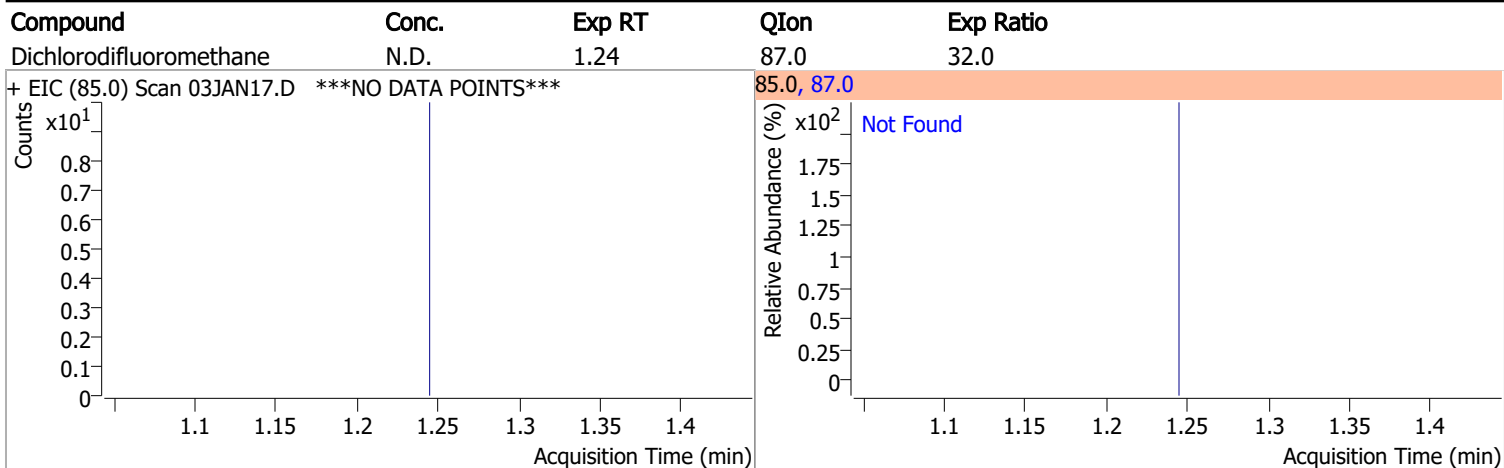 Compound Conc. Exp RT QIon Exp Ratio
Dichlorodifluoromethane N.D. 1.24 87.0 32.0
+ EIC (85.0) Scan 03JAN17.D ***NO DATA POINTS***
Counts
x10¹
0.8
0.7
0.6
0.5
0.4
0.3
0.2
0.1
0
1.1 1.15 1.2 1.25 1.3 1.35 1.4
Acquisition Time (min)
85.0, 87.0
Relative Abundance (%)
x10²
Not Found
1.75
1.5
1.25
1
0.75
0.5
0.25
0
1.1 1.15 1.2 1.25 1.3 1.35 1.4
Acquisition Time (min)